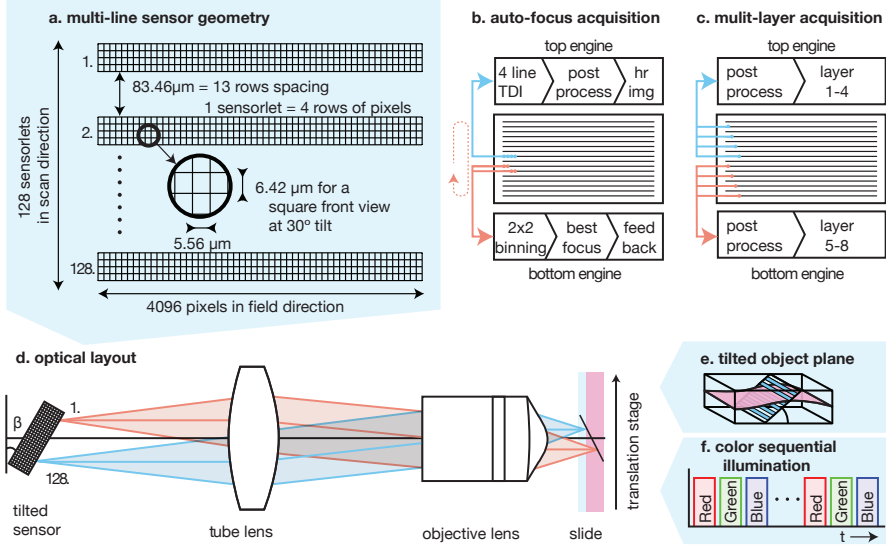 a. multi-line sensor geometry
1.
83.46µm = 13 rows spacing
1 sensorlet = 4 rows of pixels
2.
128 sensorlets
in scan direction
6.42 µm for a
square front view
at 30º tilt
5.56 µm
128.
4096 pixels in field direction
b. auto-focus acquisition
top engine
4 line
TDI
post
process
hr
img
2x2
binning
best
focus
feed
back
bottom engine
c. mulit-layer acquisition
top engine
post
process
layer
1-4
post
process
layer
5-8
bottom engine
d. optical layout
β
1.
128.
tilted
sensor
tube lens
objective lens
slide
translation stage
e. tilted object plane
f. color sequential
illumination
Red
Green
Blue
Red
Green
Blue
t